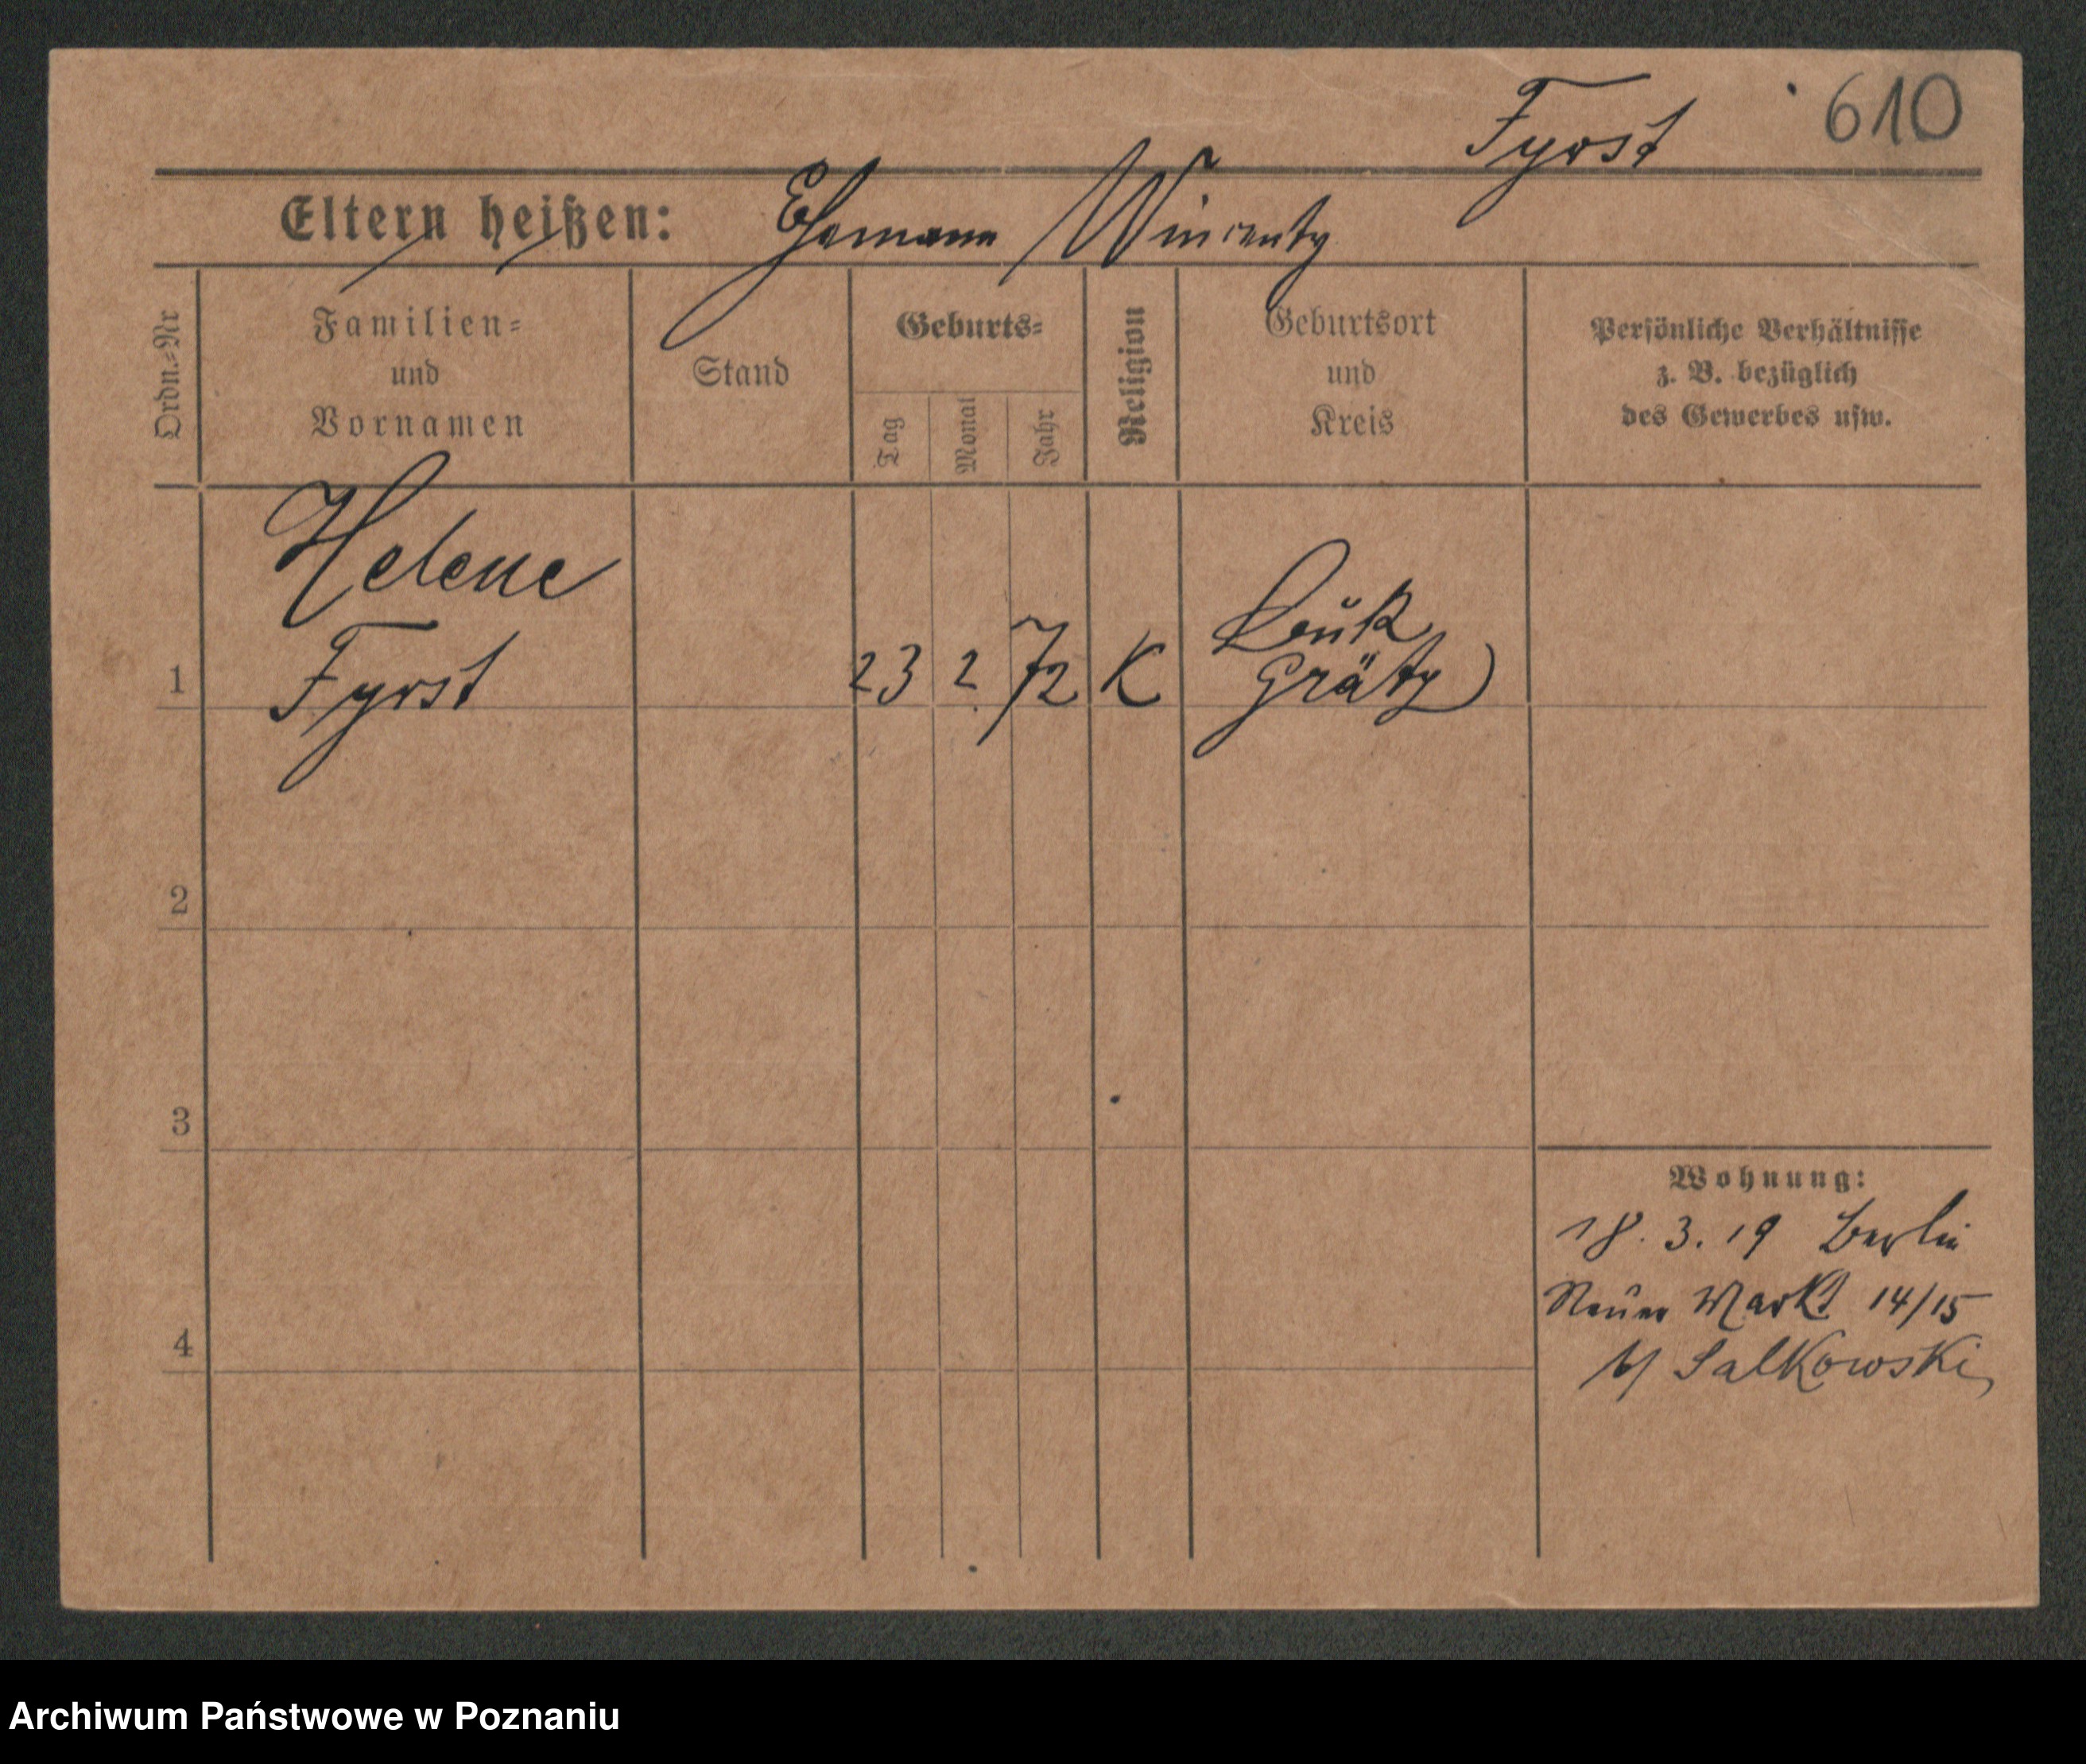 Fyrst 610
Eltern heißen: Ehemann Wincenty
Ordn.-Nr
Familien-
und
Vornamen
Stand
Geburts-
Tag
Monat
Jahr
Religion
Geburtsort
und
Kreis
Persönliche Verhältnisse
z. B. bezüglich
des Gewerbes usw.
Helene
Fyrst
1 23 2 72 K
Grätz
2
3
4
Wohnung:
18. 3. 19 Berlin
Neuer Markt 14/15
b/ Salkowski
Archiwum Państwowe w Poznaniu